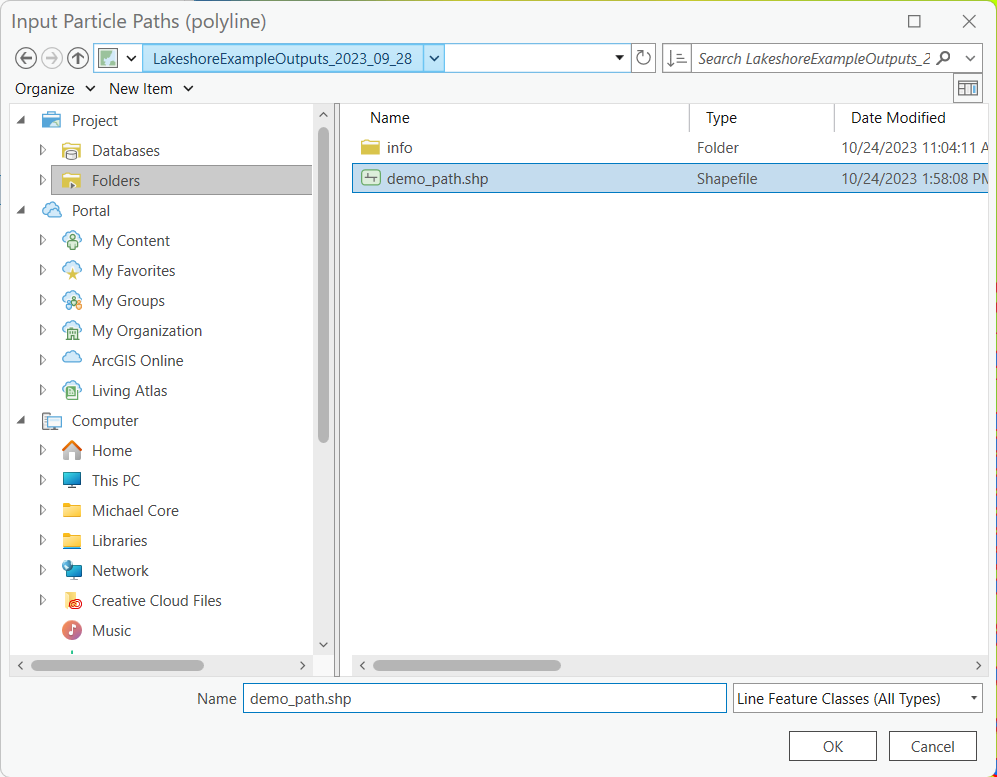 Input Particle Paths (polyline)
LakeshoreExampleOutputs_2023_09_28
Search LakeshoreExampleOutputs_2
Organize New Item
Project
Databases
Folders
Portal
My Content
My Favorites
My Groups
My Organization
ArcGIS Online
Living Atlas
Computer
Home
This PC
Michael Core
Libraries
Network
Creative Cloud Files
Music
Name Type Date Modified
info Folder 10/24/2023 11:04:11 A
demo_path.shp Shapefile 10/24/2023 1:58:08 PM
Name demo_path.shp Line Feature Classes (All Types)
OK Cancel